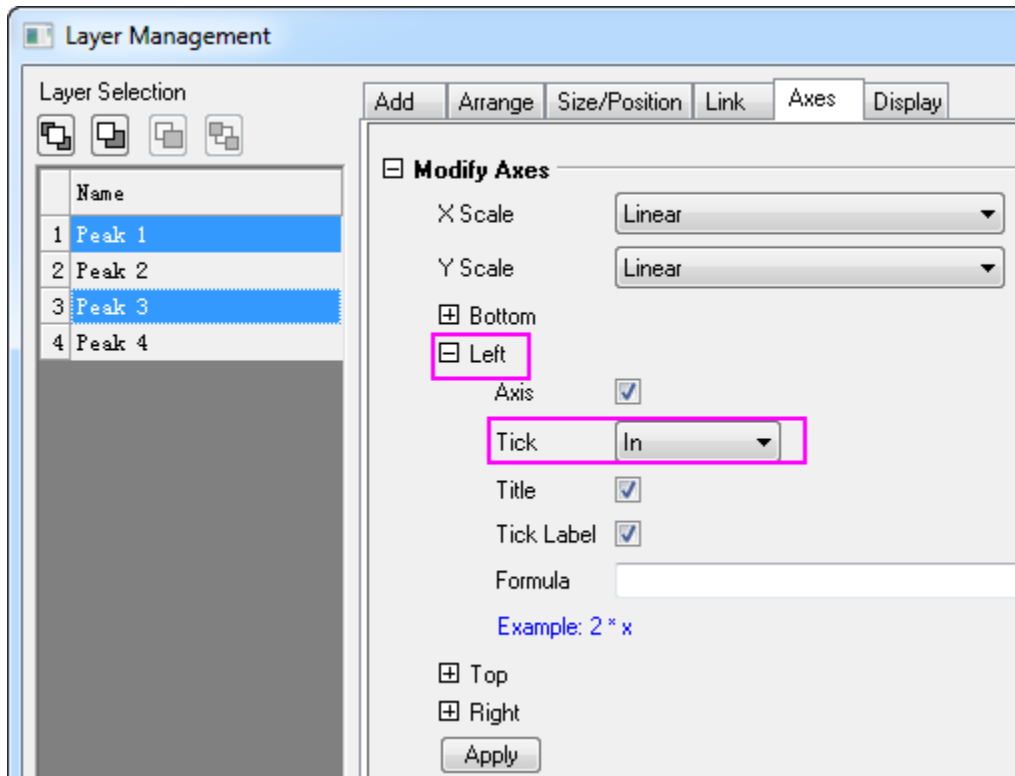 Layer Management
Layer Selection
Name
1 Peak 1
2 Peak 2
3 Peak 3
4 Peak 4
Add Arrange Size/Position Link Axes Display
Modify Axes
X Scale Linear
Y Scale Linear
Bottom
Left
Axis
Tick In
Title
Tick Label
Formula
Example: 2 * x
Top
Right
Apply